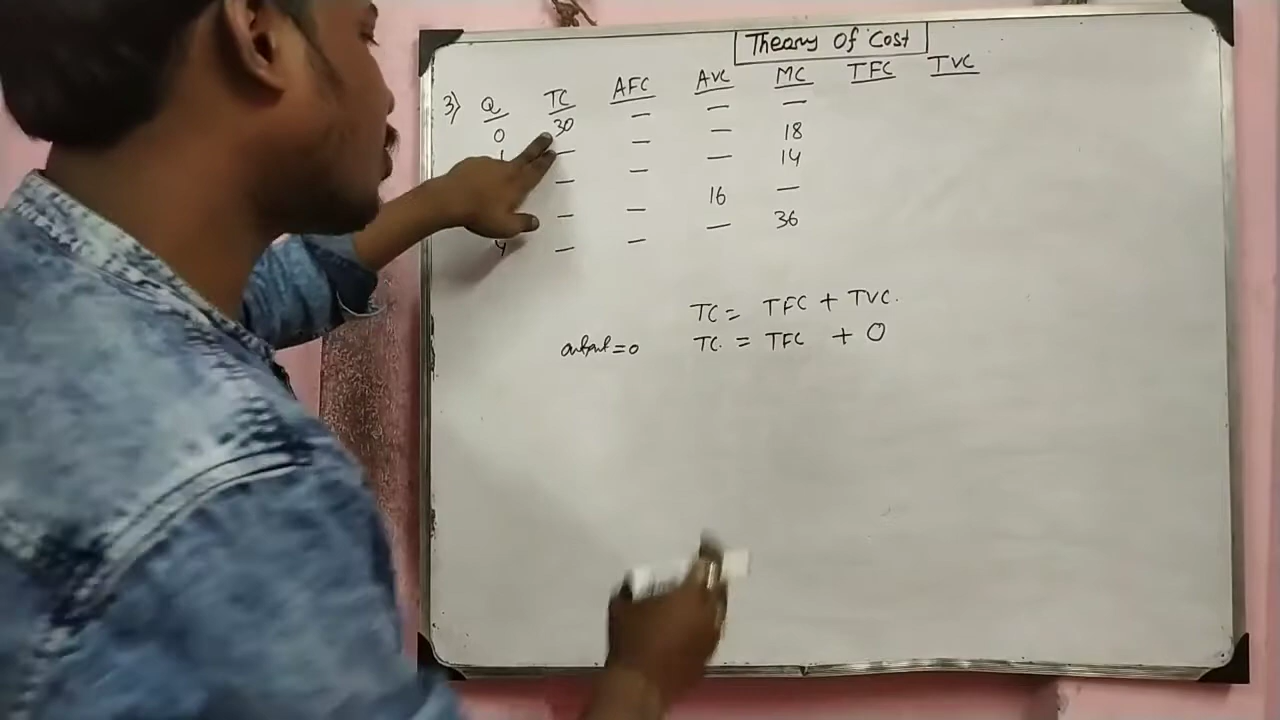 Theory Of Cost
3) Q TC AFC AVC MC TFC TVC
0 30 — — —
1 — — — 18
— — — 14
— — 16 —
4 — — — 36
TC = TFC + TVC.
output=0 TC. = TFC + 0